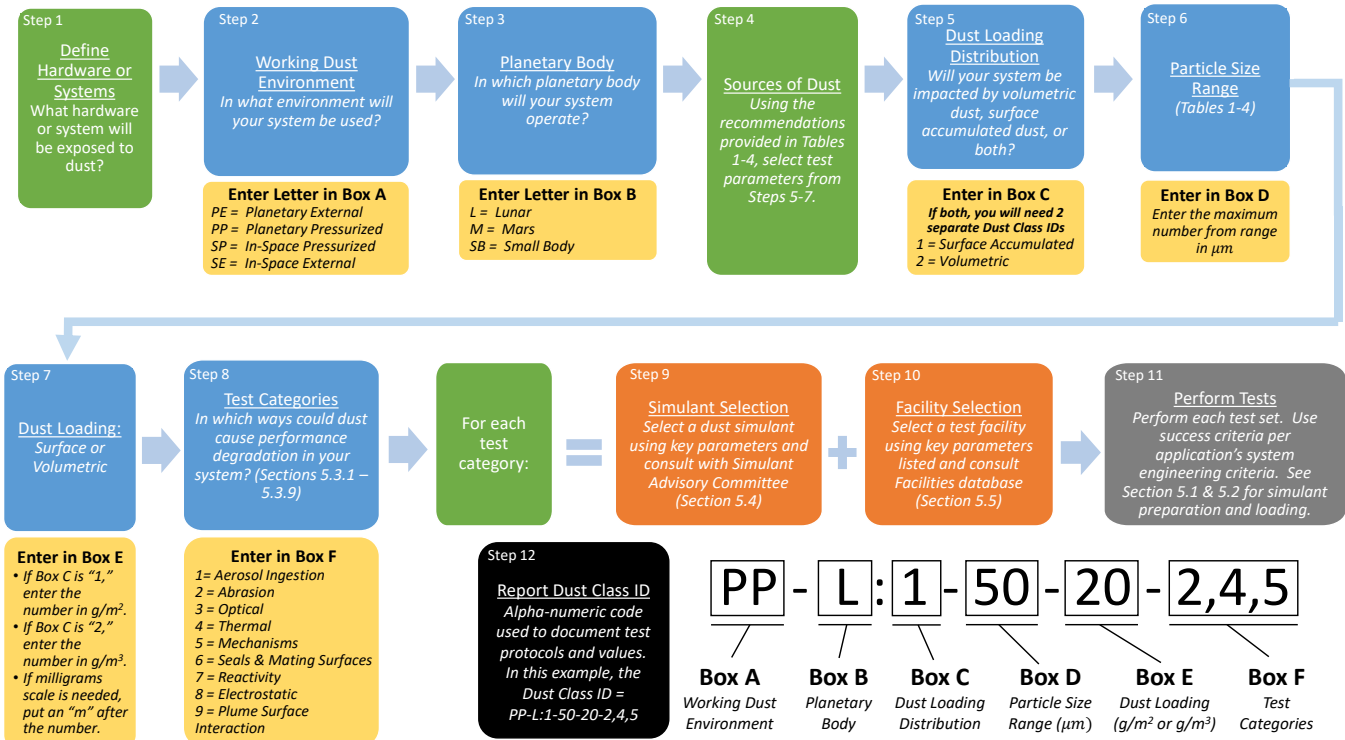 Step 1
Define
Hardware or
Systems
What hardware
or system will
be exposed to
dust?
Step 2
Working Dust
Environment
In what environment will
your system be used?
Enter Letter in Box A
PE = Planetary External
PP = Planetary Pressurized
SP = In-Space Pressurized
SE = In-Space External
Step 3
Planetary Body
In which planetary body
will your system
operate?
Enter Letter in Box B
L = Lunar
M = Mars
SB = Small Body
Step 4
Sources of Dust
Using the
recommendations
provided in Tables
1-4, select test
parameters from
Steps 5-7.
Step 5
Dust Loading
Distribution
Will your system be
impacted by volumetric
dust, surface
accumulated dust, or
both?
Enter in Box C
If both, you will need 2
separate Dust Class IDs
1 = Surface Accumulated
2 = Volumetric
Step 6
Particle Size
Range
(Tables 1-4)
Enter in Box D
Enter the maximum
number from range
in μm
Step 7
Dust Loading:
Surface or
Volumetric
Enter in Box E
• If Box C is “1,”
enter the
number in g/m².
• If Box C is “2,”
enter the
number in g/m³.
• If milligrams
scale is needed,
put an “m” after
the number.
Step 8
Test Categories
In which ways could dust
cause performance
degradation in your
system? (Sections 5.3.1 –
5.3.9)
Enter in Box F
1= Aerosol Ingestion
2 = Abrasion
3 = Optical
4 = Thermal
5 = Mechanisms
6 = Seals & Mating Surfaces
7 = Reactivity
8 = Electrostatic
9 = Plume Surface
Interaction
For each
test
category:
Step 9
Simulant Selection
Select a dust simulant
using key parameters and
consult with Simulant
Advisory Committee
(Section 5.4)
Step 10
Facility Selection
Select a test facility
using key parameters
listed and consult
Facilities database
(Section 5.5)
Step 11
Perform Tests
Perform each test set. Use
success criteria per
application’s system
engineering criteria. See
Section 5.1 & 5.2 for simulant
preparation and loading.
Step 12
Report Dust Class ID
Alpha-numeric code
used to document test
protocols and values.
In this example, the
Dust Class ID =
PP-L:1-50-20-2,4,5
PP - L : 1 - 50 - 20 - 2,4,5
Box A
Working Dust
Environment
Box B
Planetary
Body
Box C
Dust Loading
Distribution
Box D
Particle Size
Range (μm)
Box E
Dust Loading
(g/m² or g/m³)
Box F
Test
Categories